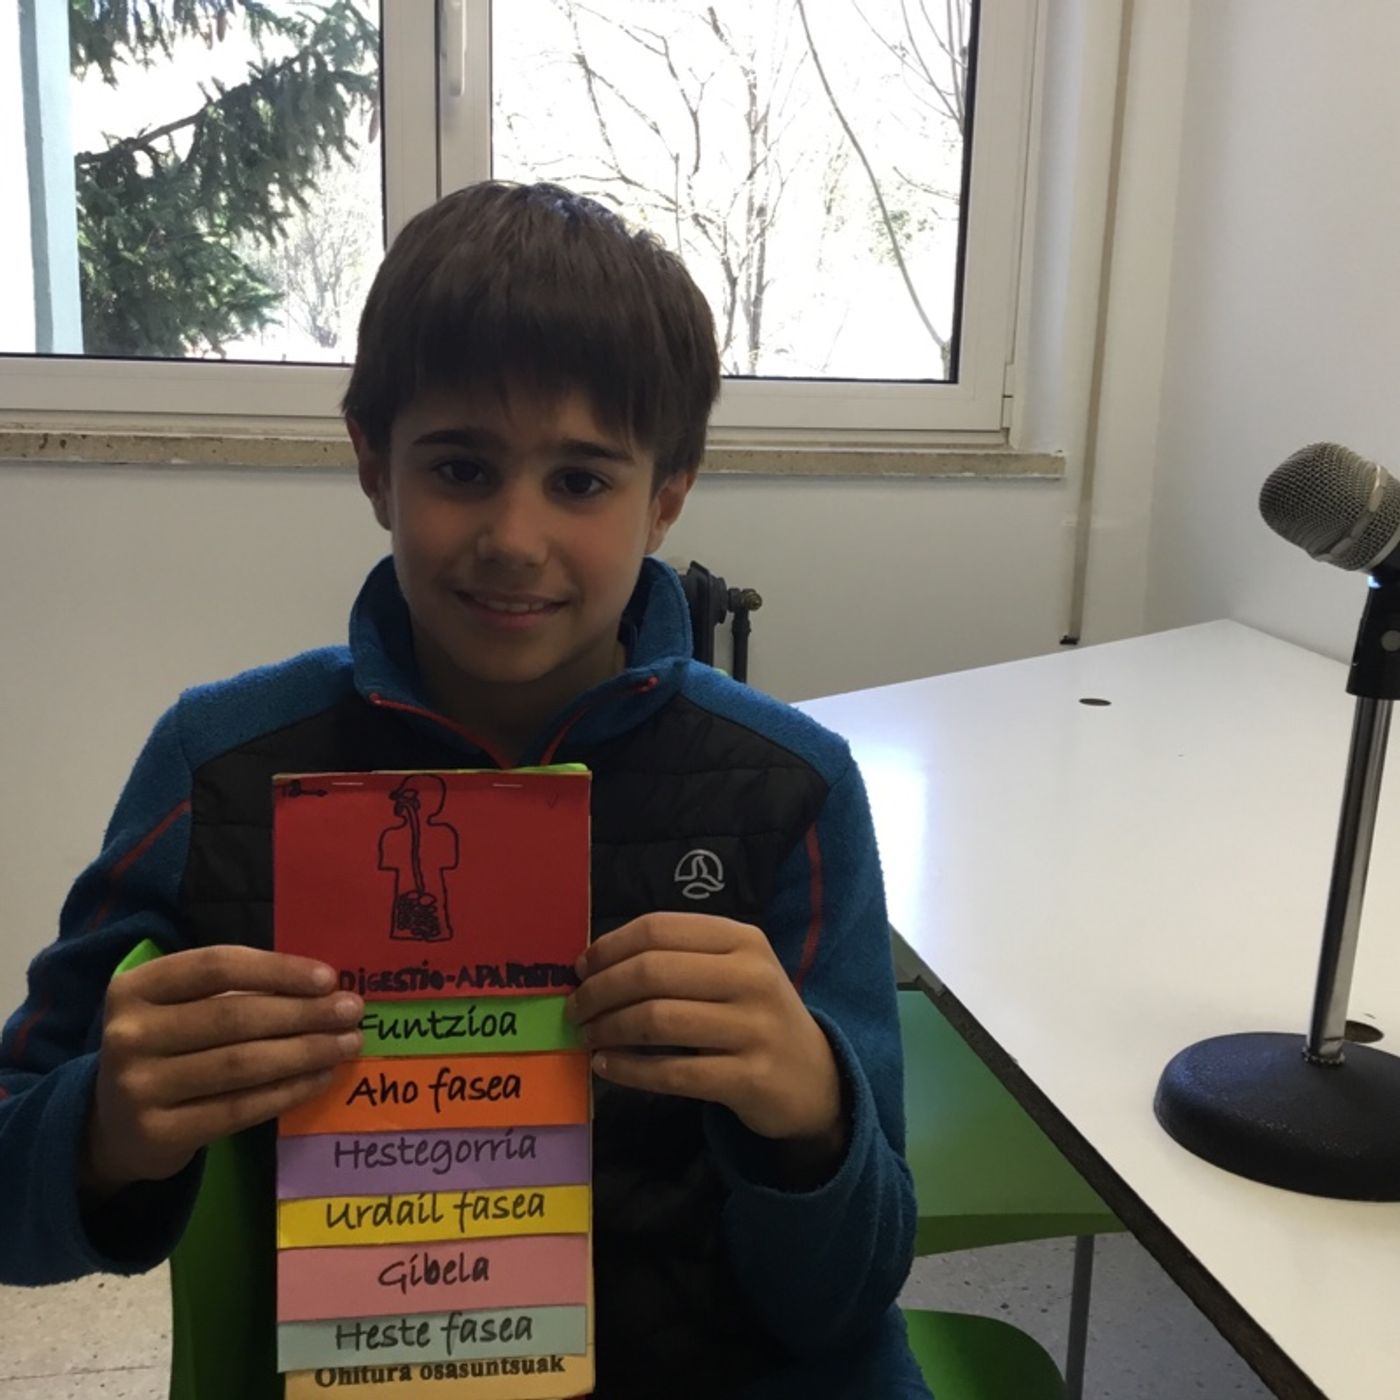 DIGESTIO-APARATUA
Funtzioa
Aho fasea
Hestegorria
Urdail fasea
Gibela
Heste fasea
Ohitura osasuntsuak